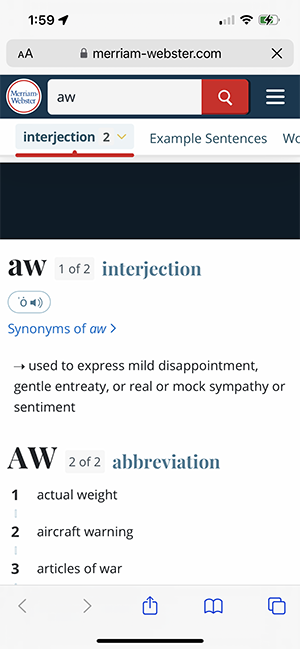 1:59
AA merriam-webster.com
Merriam-
Webster
aw
interjection 2 Example Sentences Wo
aw 1 of 2 interjection
ˈȯ
Synonyms of aw
→ used to express mild disappointment,
gentle entreaty, or real or mock sympathy or
sentiment
AW 2 of 2 abbreviation
1 actual weight
2 aircraft warning
3 articles of war